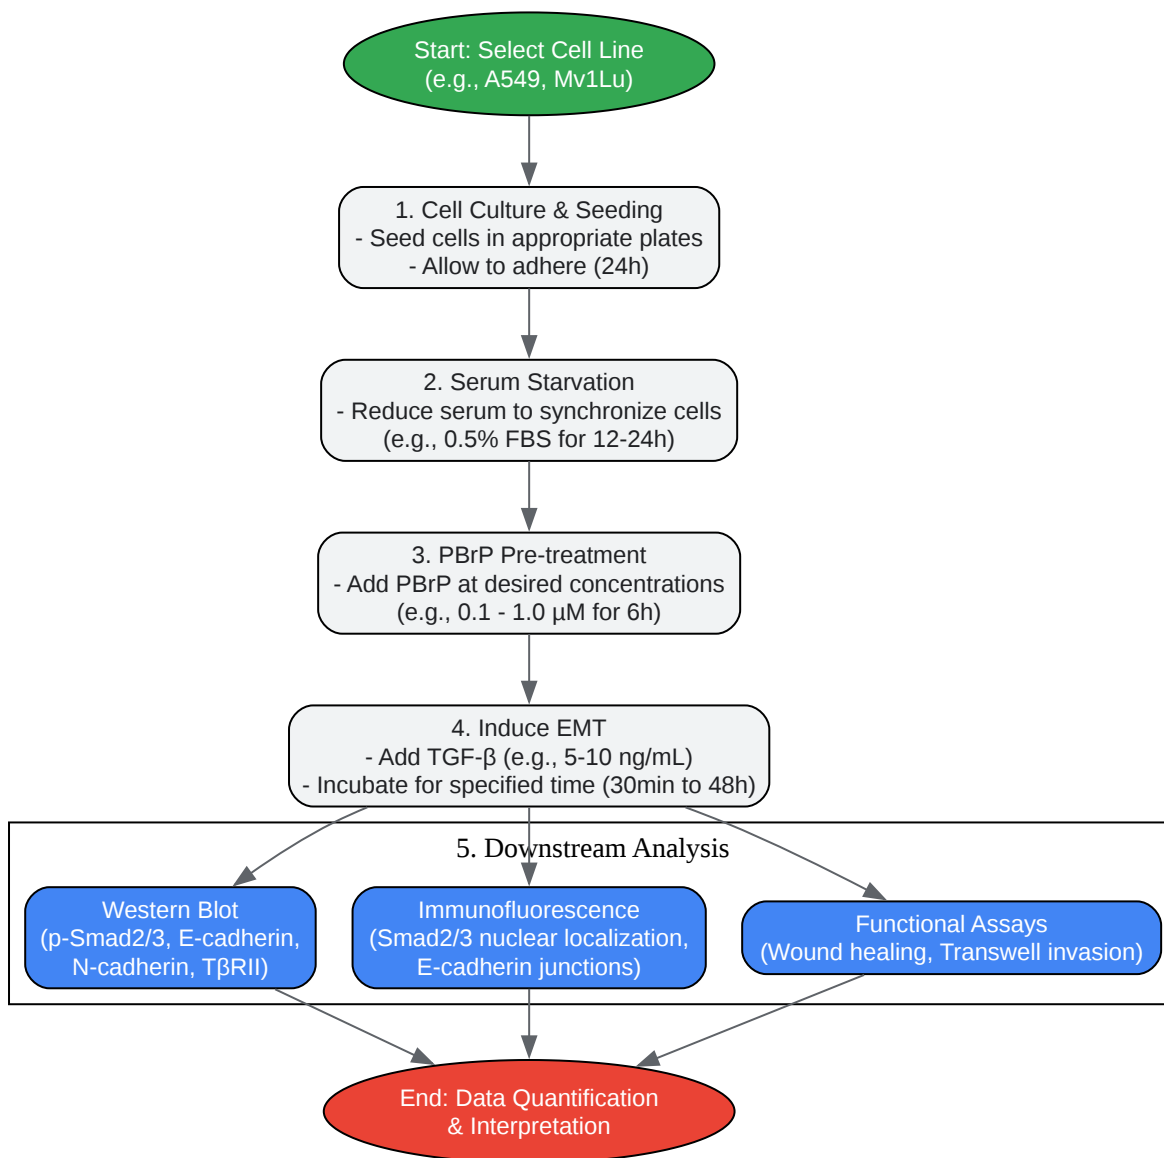 Start: Select Cell Line
(e.g., A549, Mv1Lu)
1. Cell Culture & Seeding
- Seed cells in appropriate plates
- Allow to adhere (24h)
2. Serum Starvation
- Reduce serum to synchronize cells
(e.g., 0.5% FBS for 12-24h)
3. PBrP Pre-treatment
- Add PBrP at desired concentrations
(e.g., 0.1 - 1.0 µM for 6h)
4. Induce EMT
- Add TGF-β (e.g., 5-10 ng/mL)
- Incubate for specified time (30min to 48h)
5. Downstream Analysis
Western Blot
(p-Smad2/3, E-cadherin,
N-cadherin, TβRII)
Immunofluorescence
(Smad2/3 nuclear localization,
E-cadherin junctions)
Functional Assays
(Wound healing, Transwell invasion)
End: Data Quantification
& Interpretation